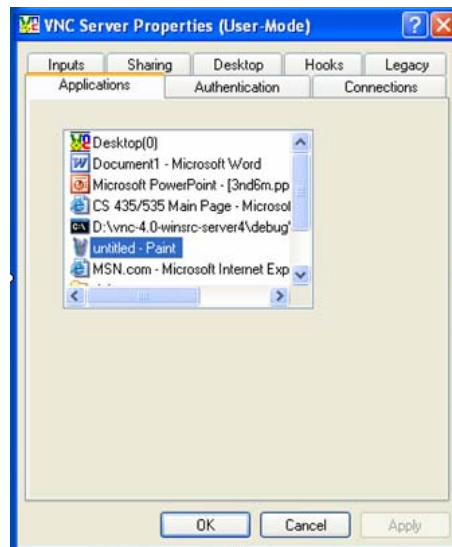 VNC Server Properties (User-Mode)
Inputs Sharing Desktop Hooks Legacy
Applications Authentication Connections
Desktop(0)
Document1 - Microsoft Word
Microsoft PowerPoint - [3nd6m.pp
CS 435/535 Main Page - Microsof
D:\vnc-4.0-winsrc-server4\debug'
untitled - Paint
MSN.com - Microsoft Internet Exp
OK Cancel Apply